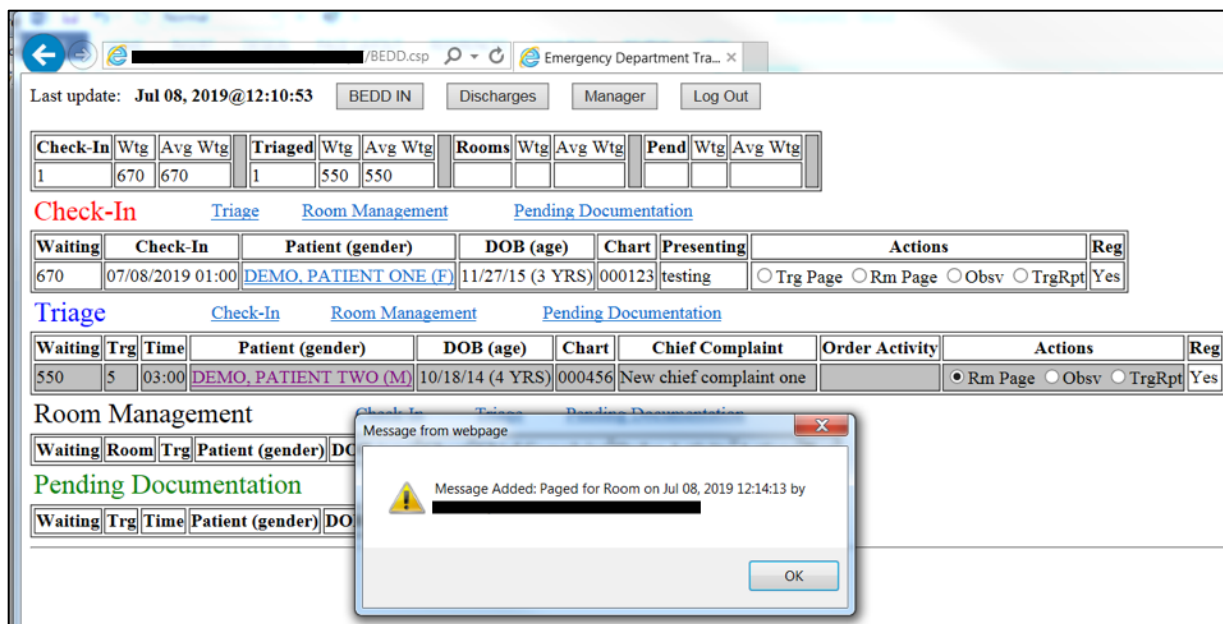 /BEDD.csp Emergency Department Tra...
Last update: Jul 08, 2019@12:10:53 BEDD IN Discharges Manager Log Out
Check-In Wtg Avg Wtg Triaged Wtg Avg Wtg Rooms Wtg Avg Wtg Pend Wtg Avg Wtg
1 670 670 1 550 550
Check-In Triage Room Management Pending Documentation
Waiting Check-In Patient (gender) DOB (age) Chart Presenting Actions Reg
670 07/08/2019 01:00 DEMO, PATIENT ONE (F) 11/27/15 (3 YRS) 000123 testing Trg Page Rm Page Obsv TrgRpt Yes
Triage Check-In Room Management Pending Documentation
Waiting Trg Time Patient (gender) DOB (age) Chart Chief Complaint Order Activity Actions Reg
550 5 03:00 DEMO, PATIENT TWO (M) 10/18/14 (4 YRS) 000456 New chief complaint one Rm Page Obsv TrgRpt Yes
Room Management Check-In Triage Pending Documentation
Waiting Room Trg Patient (gender) DO
Pending Documentation
Waiting Trg Time Patient (gender) DO
Message from webpage
Message Added: Paged for Room on Jul 08, 2019 12:14:13 by
OK